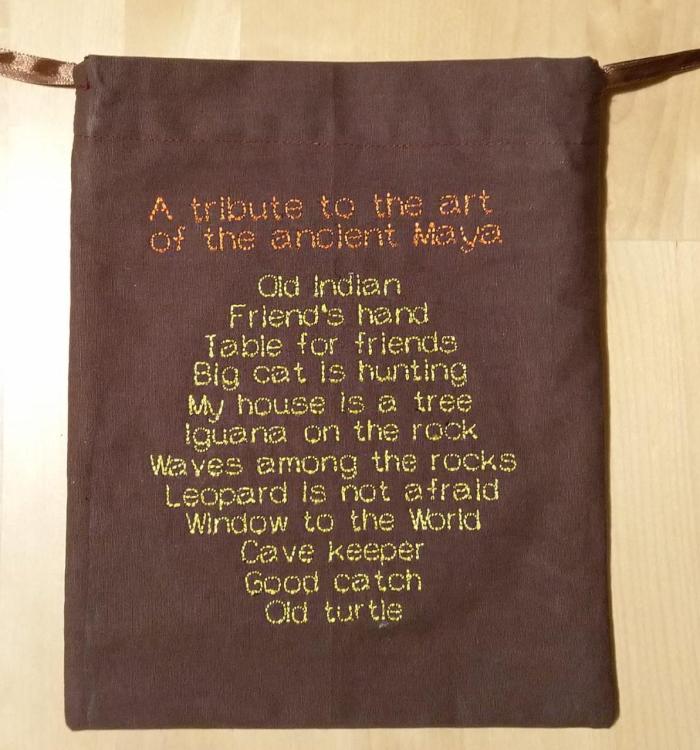 A tribute to the art
of the ancient Maya
Old Indian
Friend's hand
Table for friends
Big cat is hunting
My house is a tree
Iguana on the rock
Waves among the rocks
Leopard is not afraid
Window to the World
Cave keeper
Good catch
Old turtle